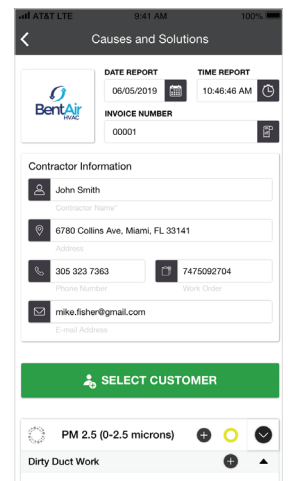 AT&T LTE 9:41 AM 100%
Causes and Solutions
DATE REPORT TIME REPORT
06/05/2019 10:46:46 AM
BentAir
HVAC
INVOICE NUMBER
00001
Contractor Information
John Smith
Contractor Name*
6780 Collins Ave, Miami, FL 33141
Address
305 323 7363 7475092704
Phone Number Work Order
mike.fisher@gmail.com
E-mail Address
SELECT CUSTOMER
PM 2.5 (0-2.5 microns)
Dirty Duct Work